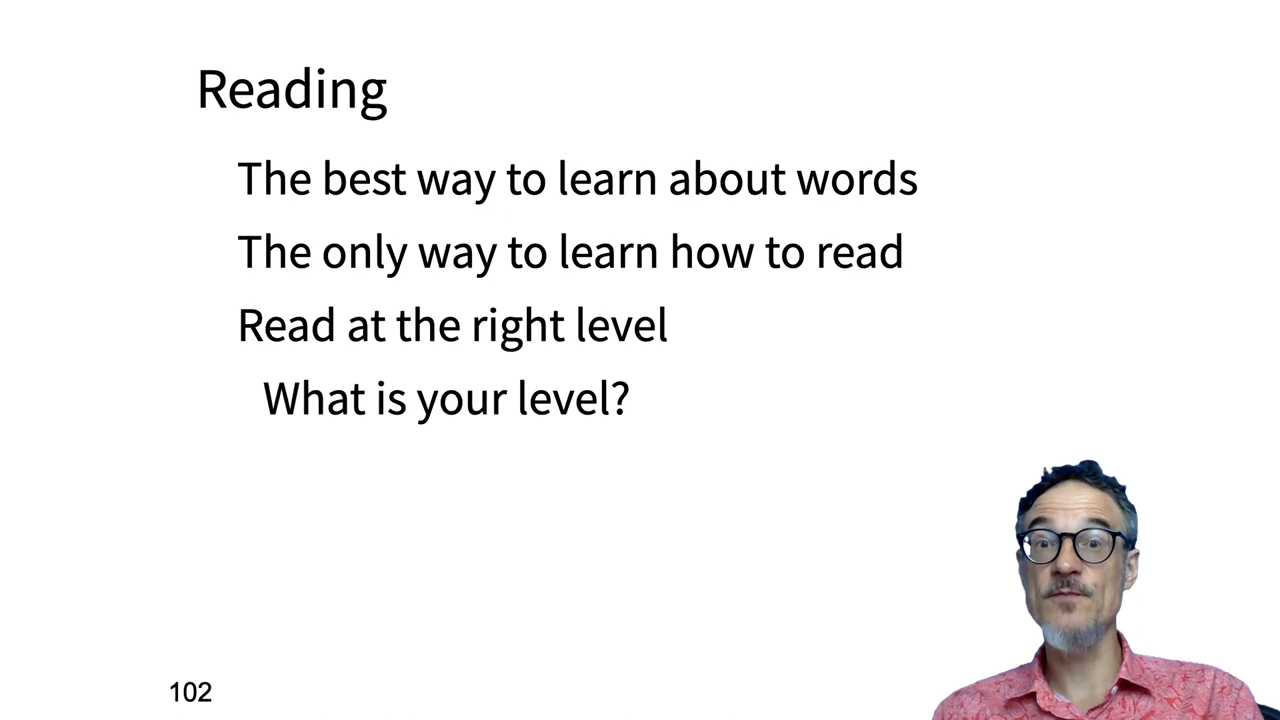 Reading
The best way to learn about words
The only way to learn how to read
Read at the right level
What is your level?
102